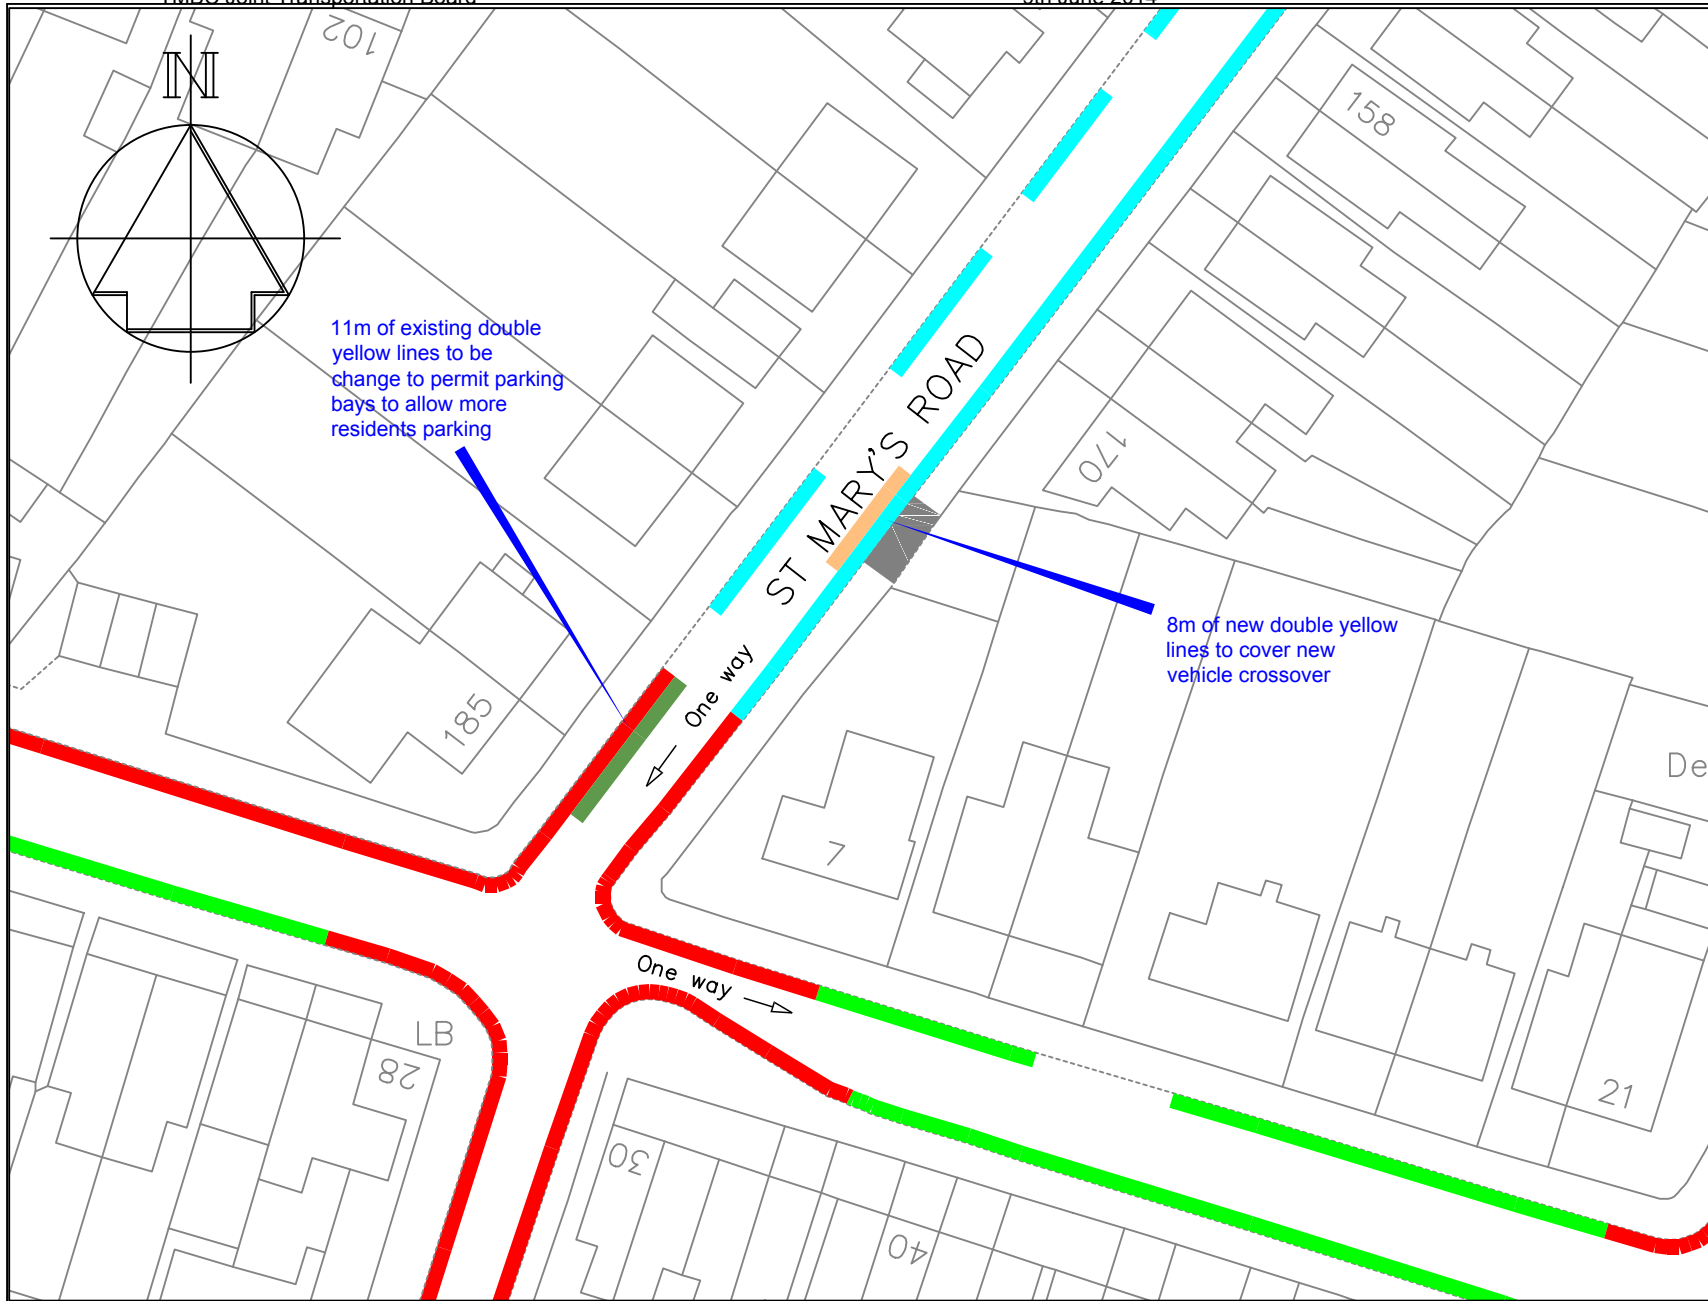 102
N
158
11m of existing double
yellow lines to be
change to permit parking
bays to allow more
residents parking
ST MARY'S ROAD
170
8m of new double yellow
lines to cover new
vehicle crossover
One way
185
De
7
One way
LB
28
21
30
40